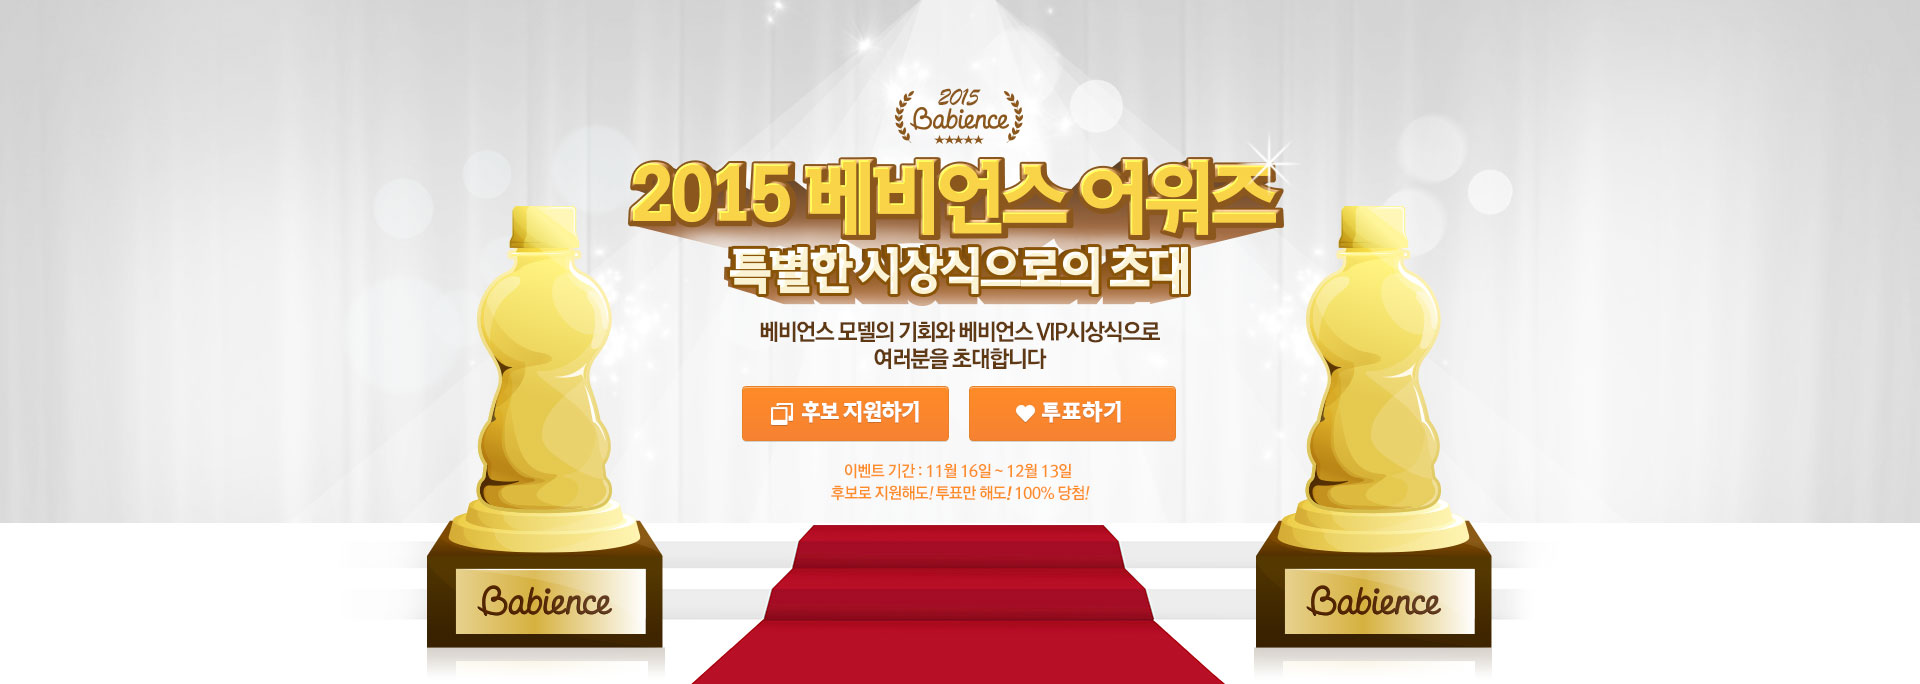 2015
Babience
2015 베비언스 어워즈
특별한 시상식으로의 초대
베비언스 모델의 기회와 베비언스 VIP시상식으로
여러분을 초대합니다
후보 지원하기
투표하기
이벤트 기간 : 11월 16일 ~ 12월 13일
후보로 지원해도! 투표만 해도! 100% 당첨!
Babience
Babience